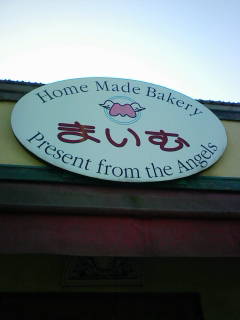 Home Made Bakery
まいむ
Present from the Angels